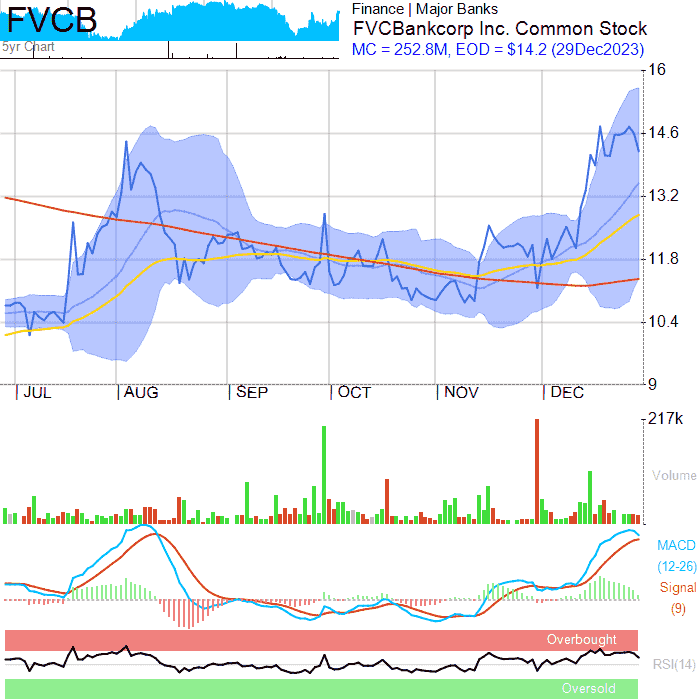 FVCB
5yr Chart
Finance | Major Banks
FVCBankcorp Inc. Common Stock
MC = 252.8M, EOD = $14.2 (29Dec2023)
16
14.6
13.2
11.8
10.4
9
JUL AUG SEP OCT NOV DEC
217k
Volume
MACD
(12-26)
Signal
(9)
Overbought
RSI(14)
Oversold